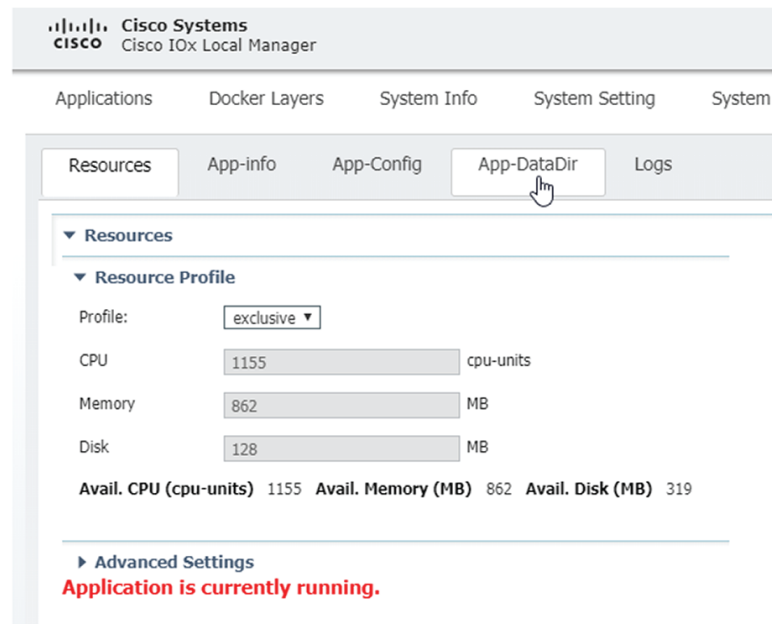 Cisco Systems
CISCO Cisco IOx Local Manager
Applications Docker Layers System Info System Setting System
Resources App-info App-Config App-DataDir Logs
Resources
Resource Profile
Profile: exclusive
CPU 1155 cpu-units
Memory 862 MB
Disk 128 MB
Avail. CPU (cpu-units) 1155 Avail. Memory (MB) 862 Avail. Disk (MB) 319
Advanced Settings
Application is currently running.